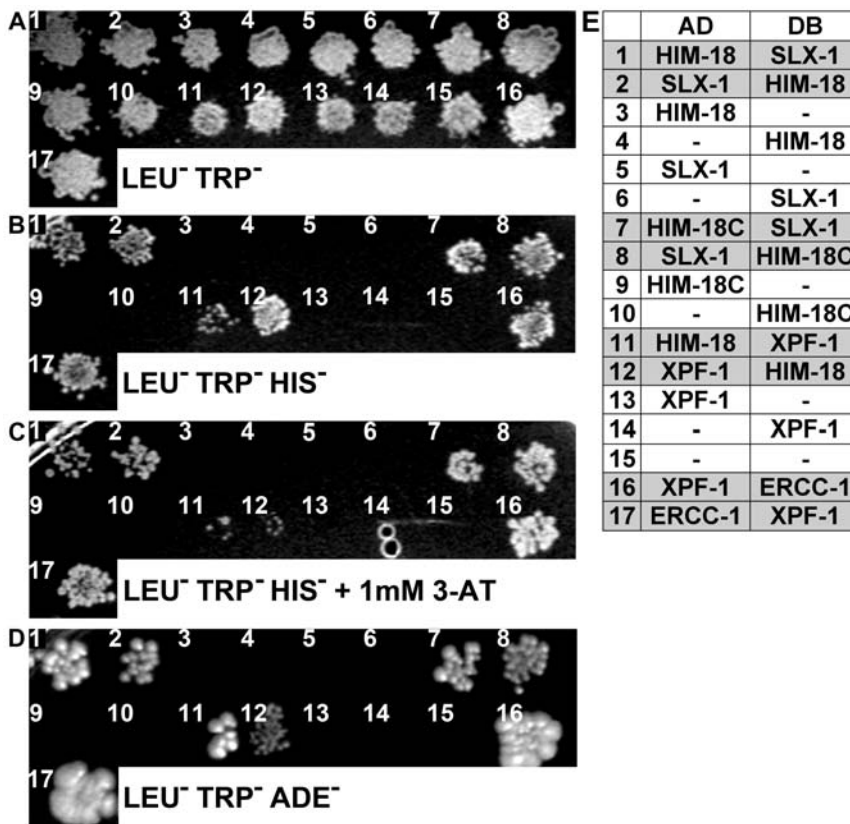 A 1 2 3 4 5 6 7 8
9 10 11 12 13 14 15 16
17 LEU⁻ TRP⁻
B 1 2 3 4 5 6 7 8
9 10 11 12 13 14 15 16
17 LEU⁻ TRP⁻ HIS⁻
C 1 2 3 4 5 6 7 8
9 10 11 12 13 14 15 16
17 LEU⁻ TRP⁻ HIS⁻ + 1mM 3-AT
D 1 2 3 4 5 6 7 8
9 10 11 12 13 14 15 16
17 LEU⁻ TRP⁻ ADE⁻
E AD DB
1 HIM-18 SLX-1
2 SLX-1 HIM-18
3 HIM-18 -
4 - HIM-18
5 SLX-1 -
6 - SLX-1
7 HIM-18C SLX-1
8 SLX-1 HIM-18C
9 HIM-18C -
10 - HIM-18C
11 HIM-18 XPF-1
12 XPF-1 HIM-18
13 XPF-1 -
14 - XPF-1
15 - -
16 XPF-1 ERCC-1
17 ERCC-1 XPF-1